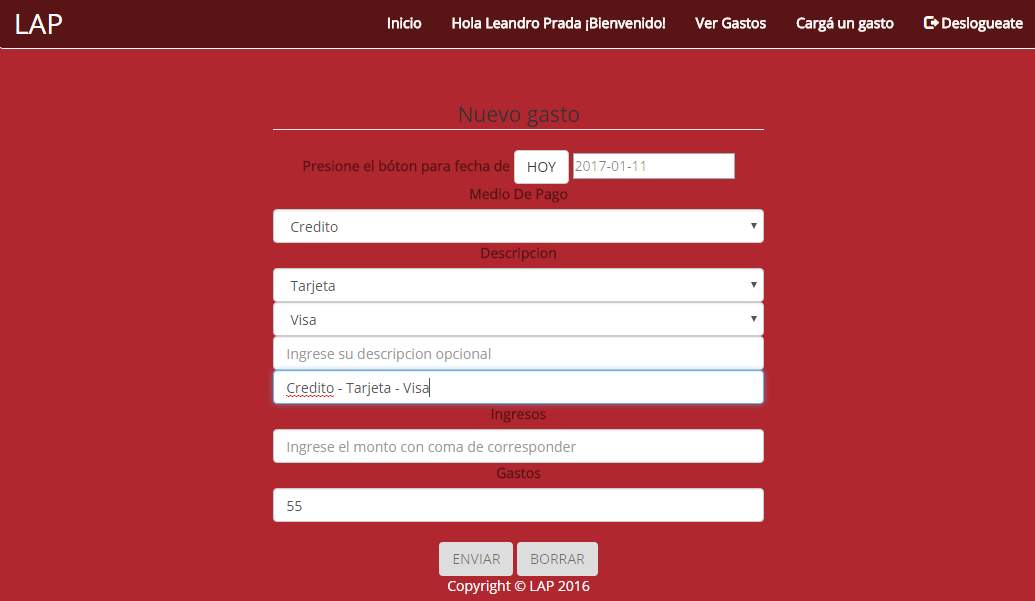 LAP Inicio Hola Leandro Prada ¡Bienvenido! Ver Gastos Cargá un gasto Deslogueate
Nuevo gasto
Presione el bóton para fecha de HOY 2017-01-11
Medio De Pago
Credito
Descripcion
Tarjeta
Visa
Ingrese su descripcion opcional
Credito - Tarjeta - Visa
Ingresos
Ingrese el monto con coma de corresponder
Gastos
55
ENVIAR BORRAR
Copyright © LAP 2016